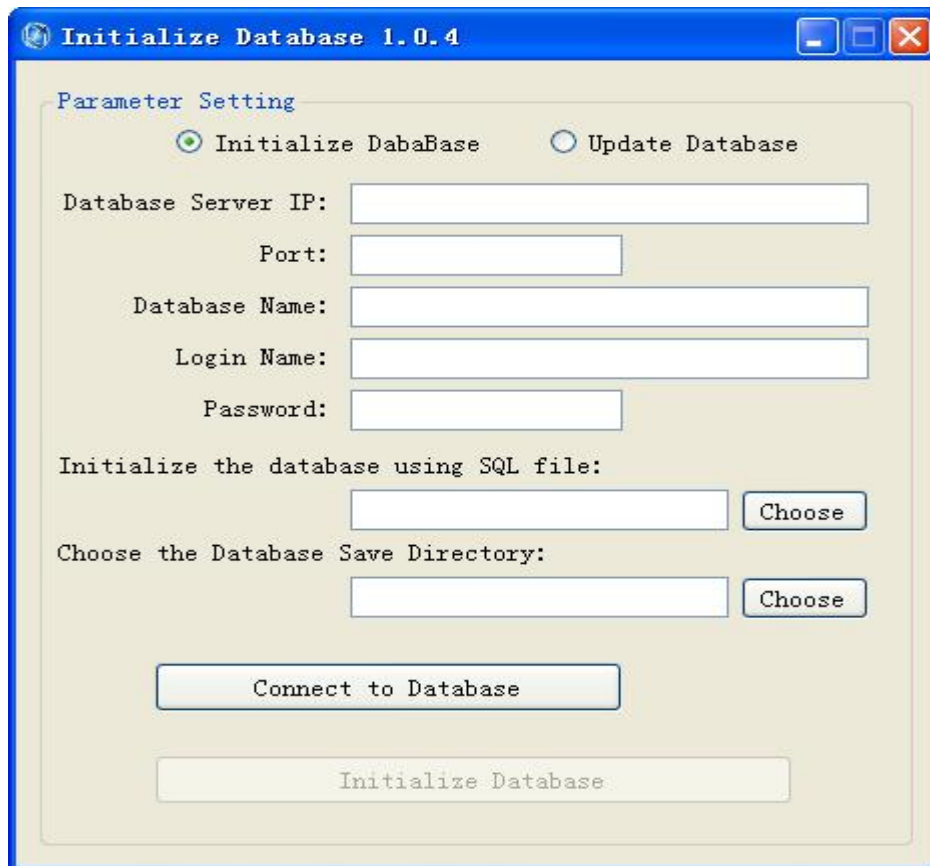 Initialize Database 1.0.4
Parameter Setting
Initialize DabaBase Update Database
Database Server IP:
Port:
Database Name:
Login Name:
Password:
Initialize the database using SQL file:
Choose
Choose the Database Save Directory:
Choose
Connect to Database
Initialize Database